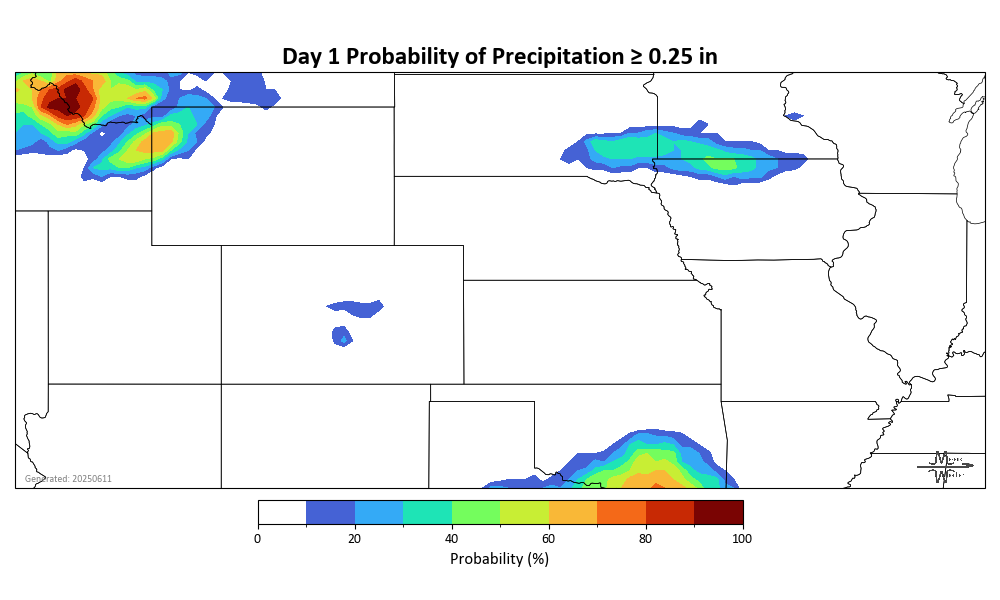 Day 1 Probability of Precipitation ≥ 0.25 in
Generated: 20250611
0 20 40 60 80 100
Probability (%)